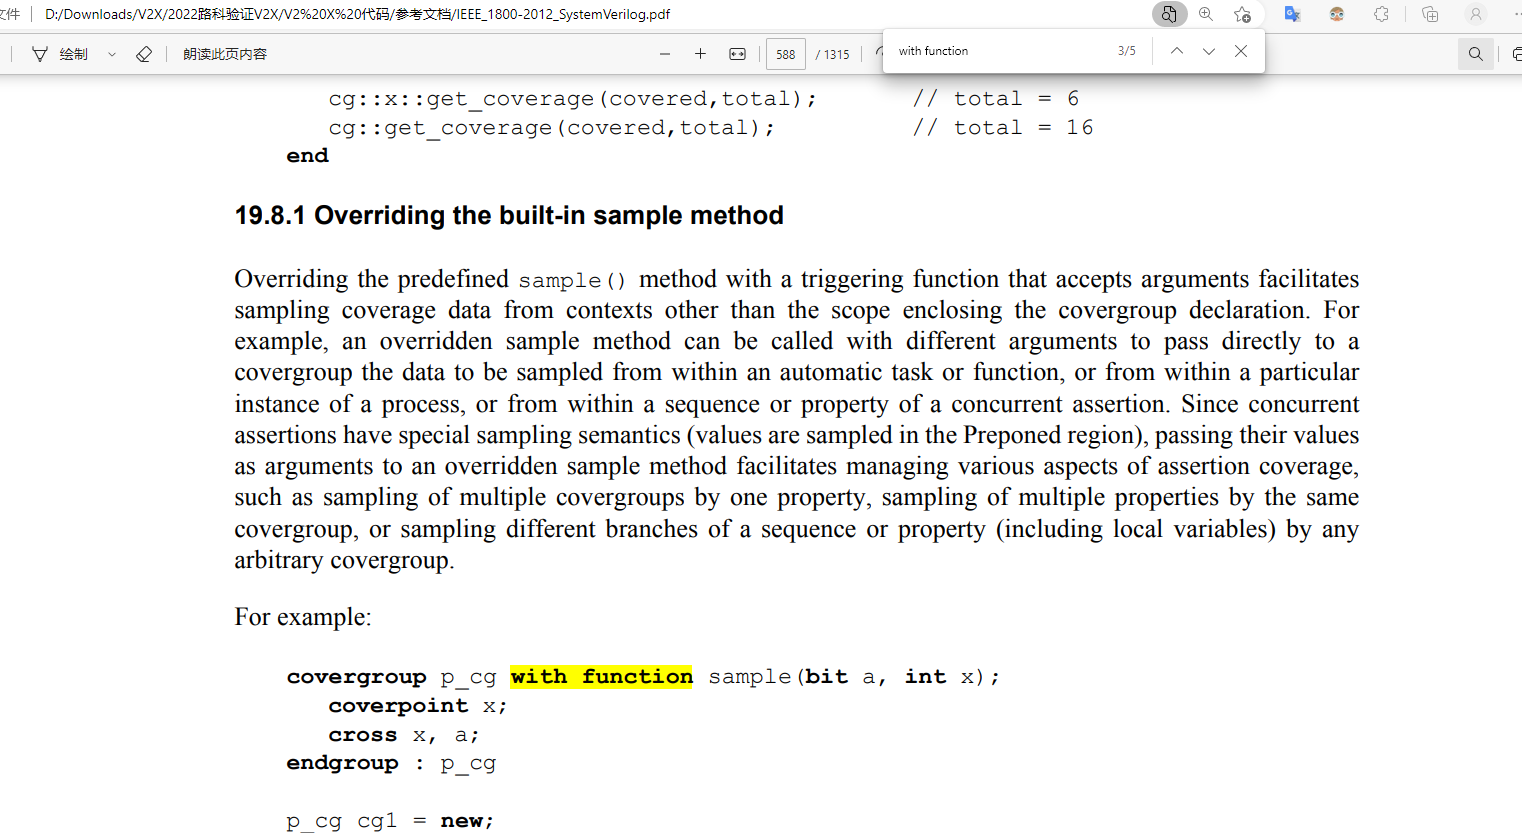 文件 D:/Downloads/V2X/2022路科验证V2X/V2%20X%20代码/参考文档/IEEE_1800-2012_SystemVerilog.pdf
绘制 朗读此页内容 588 / 1315 with function 3/5
cg::x::get_coverage(covered,total); // total = 6
cg::get_coverage(covered,total); // total = 16
end
19.8.1 Overriding the built-in sample method
Overriding the predefined sample() method with a triggering function that accepts arguments facilitates
sampling coverage data from contexts other than the scope enclosing the covergroup declaration. For
example, an overridden sample method can be called with different arguments to pass directly to a
covergroup the data to be sampled from within an automatic task or function, or from within a particular
instance of a process, or from within a sequence or property of a concurrent assertion. Since concurrent
assertions have special sampling semantics (values are sampled in the Preponed region), passing their values
as arguments to an overridden sample method facilitates managing various aspects of assertion coverage,
such as sampling of multiple covergroups by one property, sampling of multiple properties by the same
covergroup, or sampling different branches of a sequence or property (including local variables) by any
arbitrary covergroup.
For example:
covergroup p_cg with function sample(bit a, int x);
coverpoint x;
cross x, a;
endgroup : p_cg
p_cg cg1 = new;